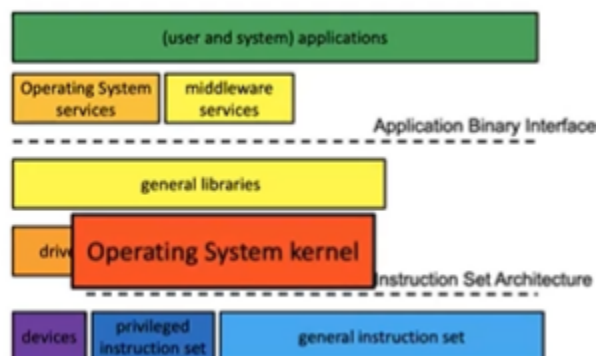 (user and system) applications
Operating System
services
middleware
services
Application Binary Interface
general libraries
Operating System kernel
Instruction Set Architecture
devices
privileged
instruction set
general instruction set